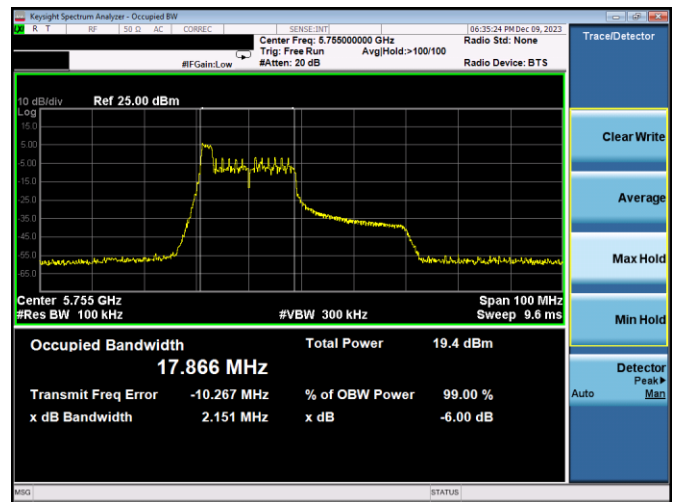 Keysight Spectrum Analyzer - Occupied BW
R T RF 50 Ω AC CORREC SENSE:INT 06:35:24 PM Dec 09, 2023
Center Freq: 5.755000000 GHz Radio Std: None
Trig: Free Run Avg|Hold:>100/100
#IFGain:Low #Atten: 20 dB Radio Device: BTS
Trace/Detector
10 dB/div Ref 25.00 dBm
Log
15.0
5.00
-5.00
-15.0
-25.0
-35.0
-45.0
-55.0
-65.0
Center 5.755 GHz Span 100 MHz
#Res BW 100 kHz #VBW 300 kHz Sweep 9.6 ms
Clear Write
Average
Max Hold
Min Hold
Detector
Peak▶
Auto Man
Occupied Bandwidth Total Power 19.4 dBm
17.866 MHz
Transmit Freq Error -10.267 MHz % of OBW Power 99.00 %
x dB Bandwidth 2.151 MHz x dB -6.00 dB
MSG STATUS